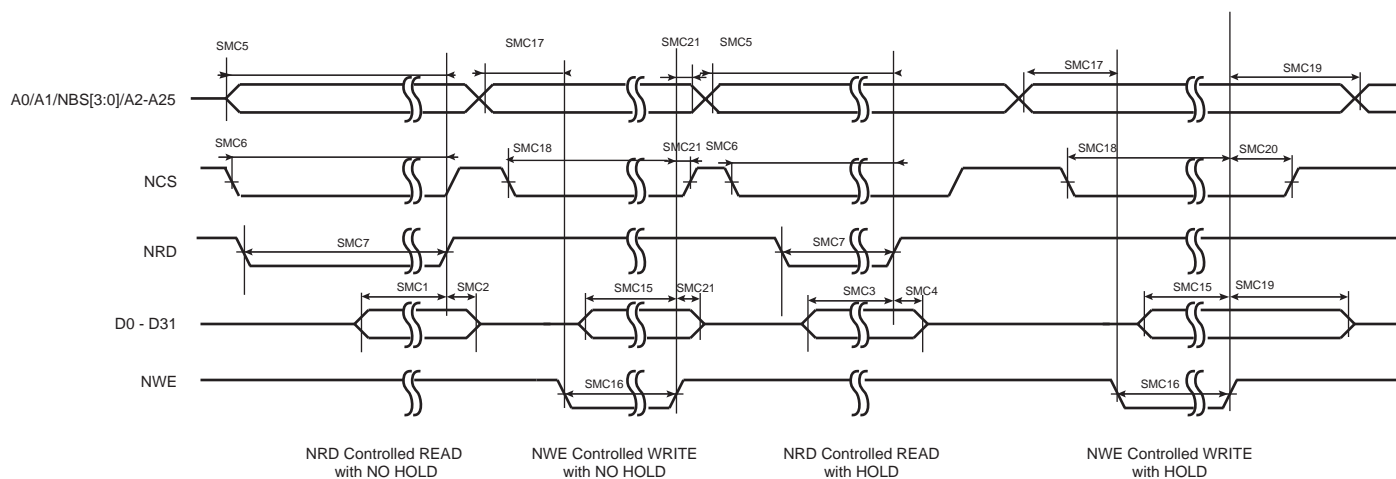 SMC5 SMC17 SMC21 SMC5 SMC17 SMC19
A0/A1/NBS[3:0]/A2-A25
SMC6 SMC18 SMC21 SMC6 SMC18 SMC20
NCS
NRD SMC7 SMC7
SMC1 SMC2 SMC15 SMC21 SMC3 SMC4 SMC15 SMC19
D0 - D31
NWE SMC16 SMC16
NRD Controlled READ
with NO HOLD
NWE Controlled WRITE
with NO HOLD
NRD Controlled READ
with HOLD
NWE Controlled WRITE
with HOLD